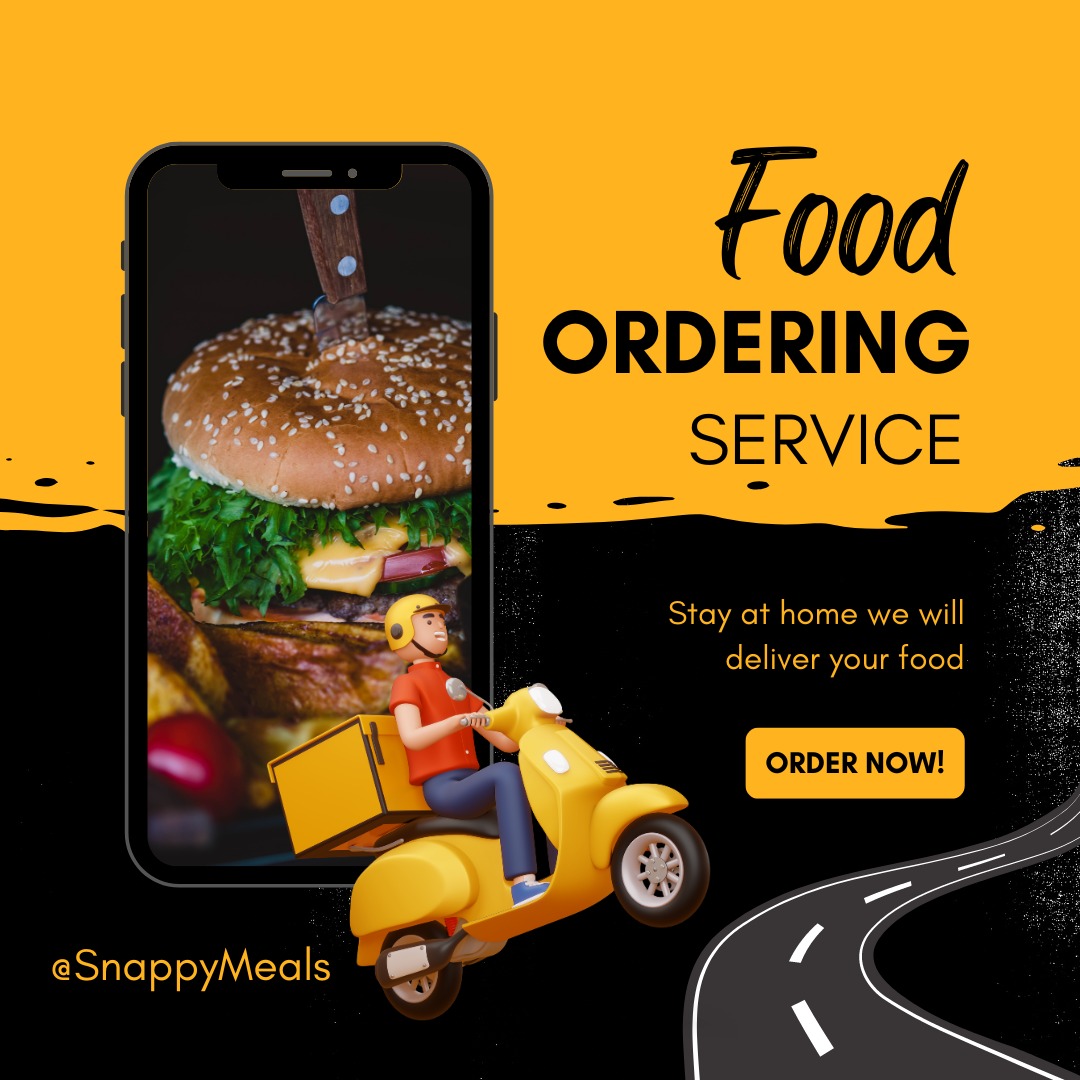 Food
ORDERING
SERVICE
Stay at home we will
deliver your food
ORDER NOW!
@SnappyMeals